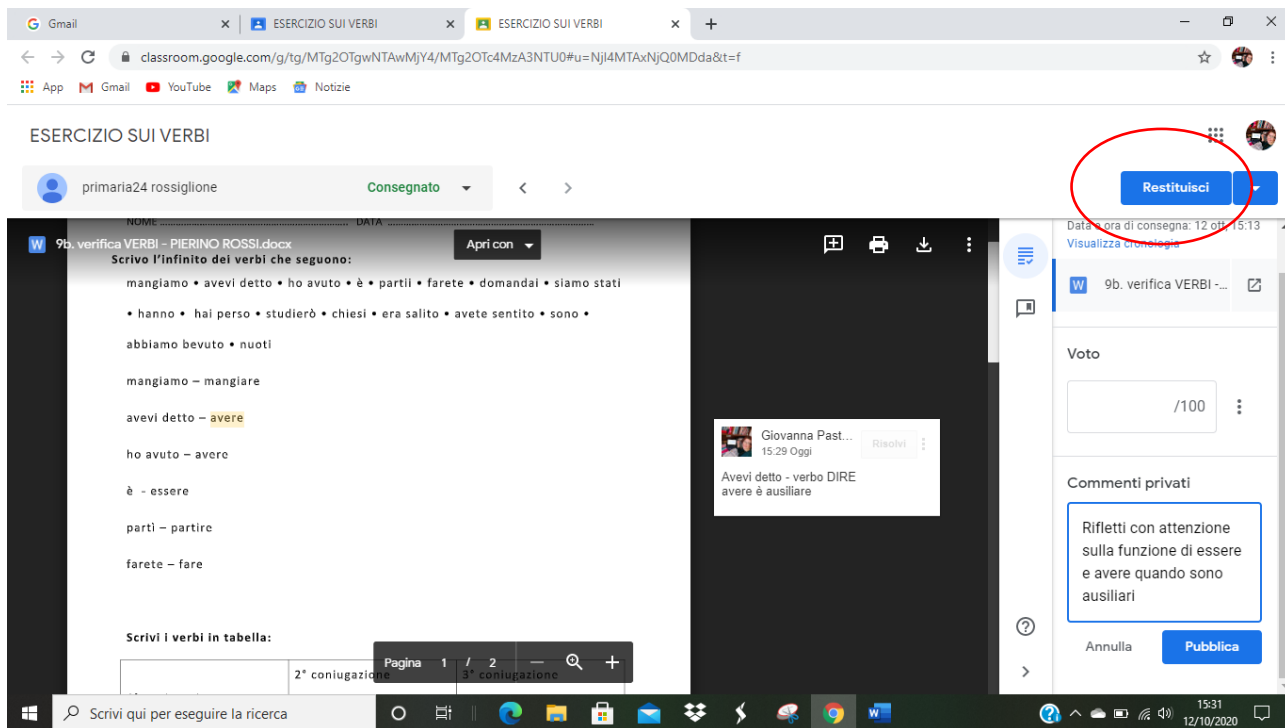 Gmail
ESERCIZIO SUI VERBI
ESERCIZIO SUI VERBI
classroom.google.com/g/tg/MTg2OTgwNTAwMjY4/MTg2OTc4MzA3NTU0#u=NjI4MTAxNjQ0MDda&t=f
App Gmail YouTube Maps Notizie
ESERCIZIO SUI VERBI
primaria24 rossiglione Consegnato
Restituisci
NOME DATA
9b. verifica VERBI - PIERINO ROSSI.docx
Apri con
Scrivo l'infinito dei verbi che seguono:
mangiamo • avevi detto • ho avuto • è • partii • farete • domandai • siamo stati
• hanno • hai perso • studierò • chiesi • era salito • avete sentito • sono •
abbiamo bevuto • nuoti
mangiamo – mangiare
avevi detto – avere
ho avuto – avere
è - essere
partì – partire
farete – fare
Scrivi i verbi in tabella:
2° coniugazione 3° coniugazione
Pagina 1 / 2
Giovanna Past...
15:29 Oggi
Risolvi
Avevi detto - verbo DIRE
avere è ausiliare
Data e ora di consegna: 12 ott, 15:13
Visualizza cronologia
W 9b. verifica VERBI -...
Voto
/100
Commenti privati
Rifletti con attenzione
sulla funzione di essere
e avere quando sono
ausiliari
Annulla Pubblica
Scrivi qui per eseguire la ricerca
15:31
12/10/2020